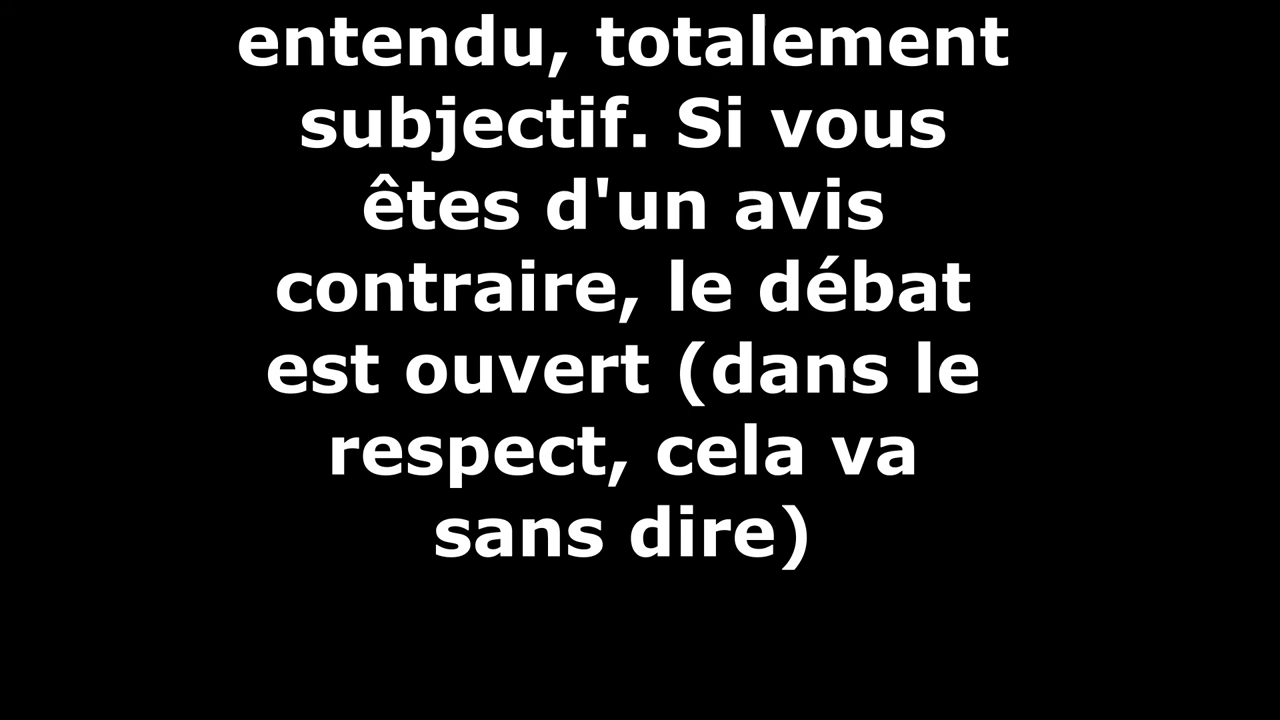 entendu, totalement
subjectif. Si vous
êtes d'un avis
contraire, le débat
est ouvert (dans le
respect, cela va
sans dire)